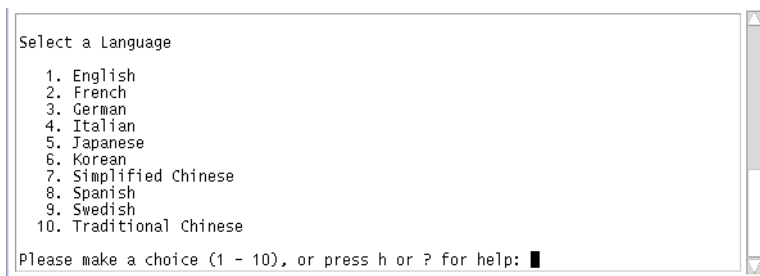 Select a Language
1. English
2. French
3. German
4. Italian
5. Japanese
6. Korean
7. Simplified Chinese
8. Spanish
9. Swedish
10. Traditional Chinese
Please make a choice (1 - 10), or press h or ? for help: